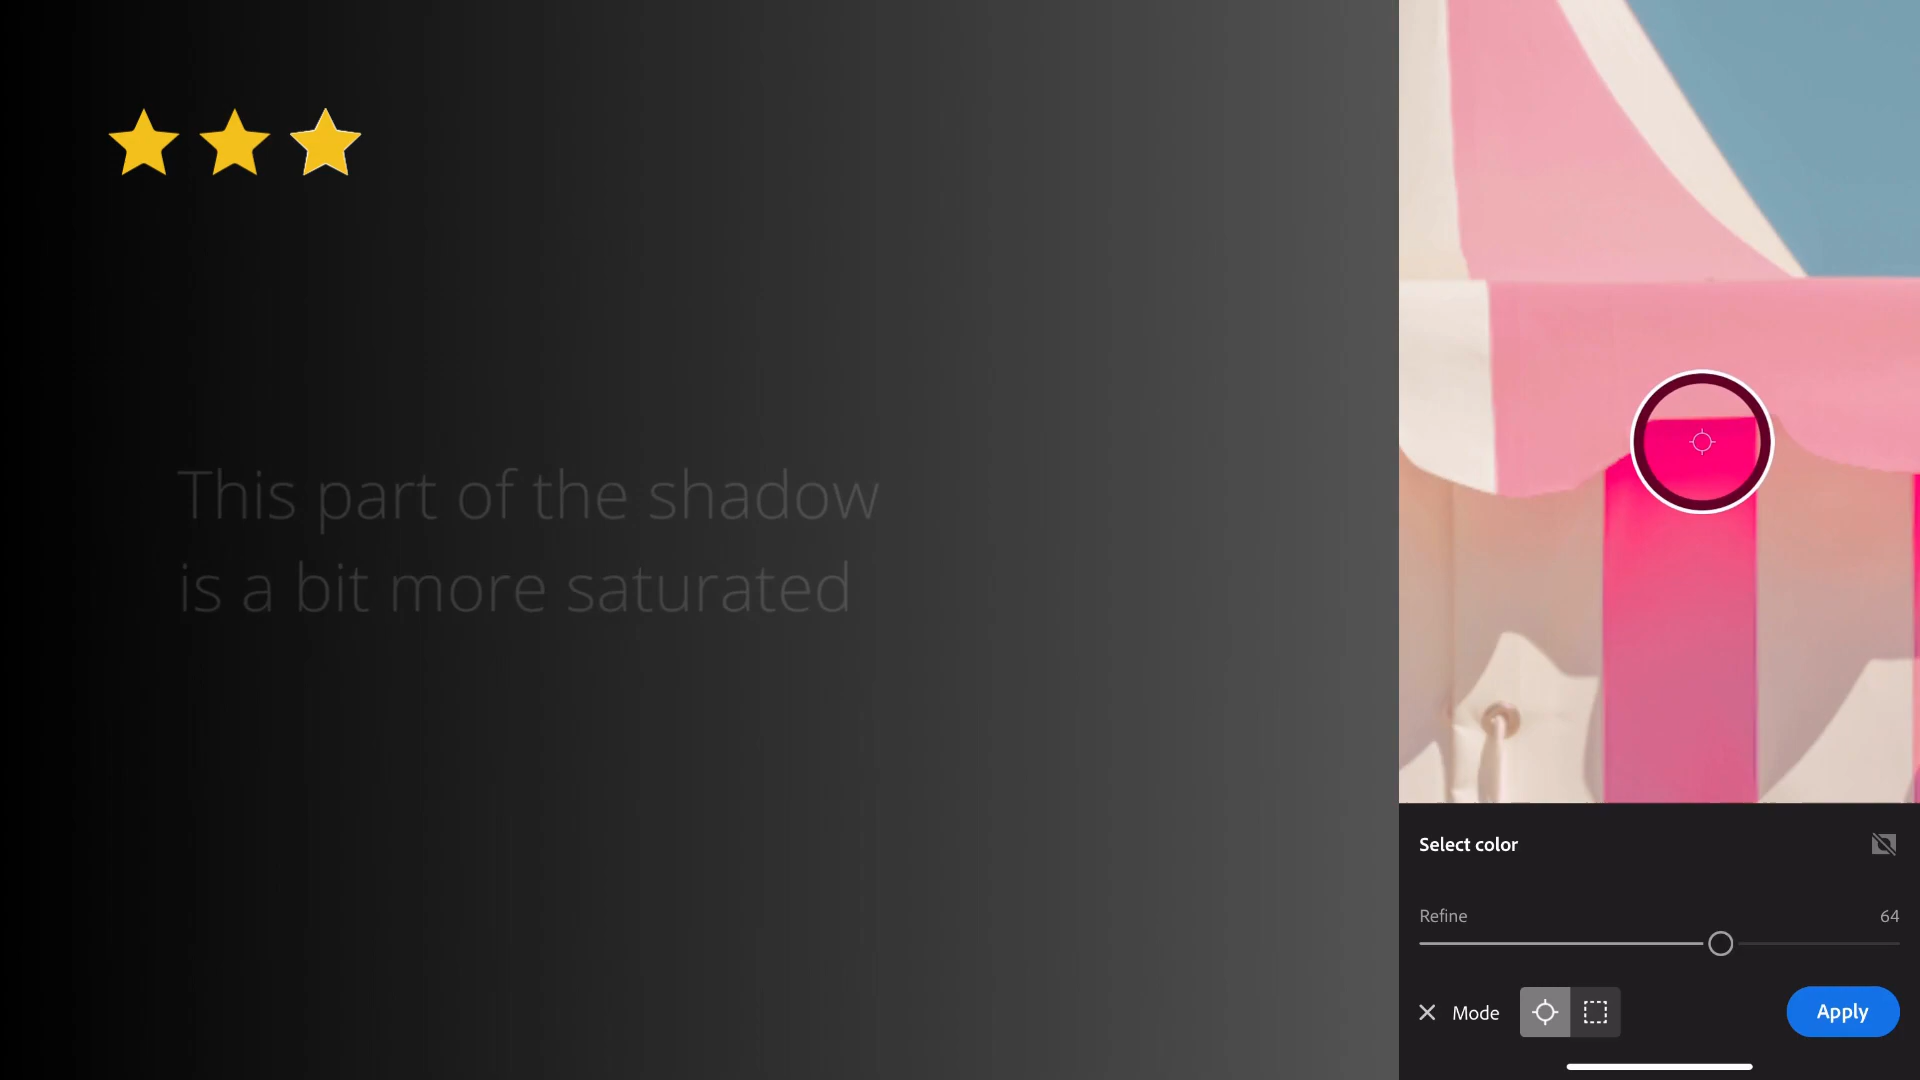 This part of the shadow
is a bit more saturated
Select color
Refine 64
Mode
Apply